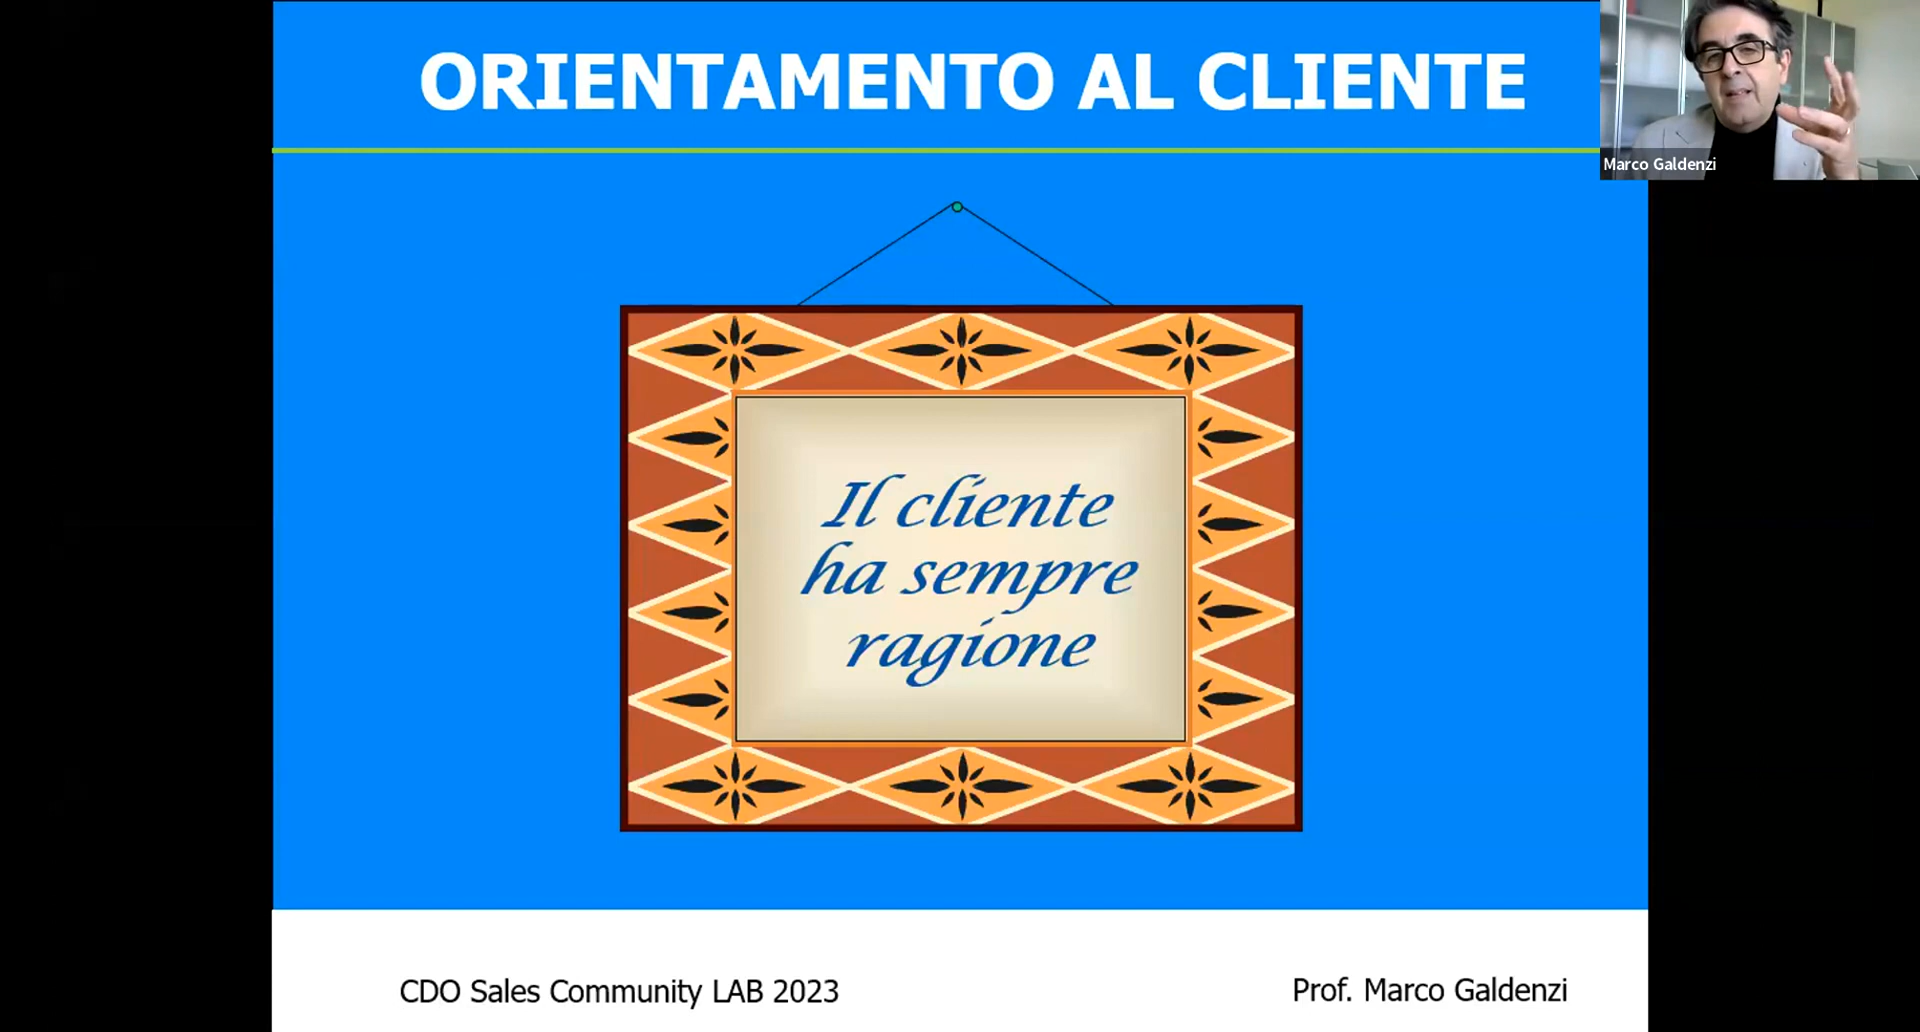 ORIENTAMENTO AL CLIENTE
Marco Galdenzi
Il cliente
ha sempre
ragione
CDO Sales Community LAB 2023
Prof. Marco Galdenzi